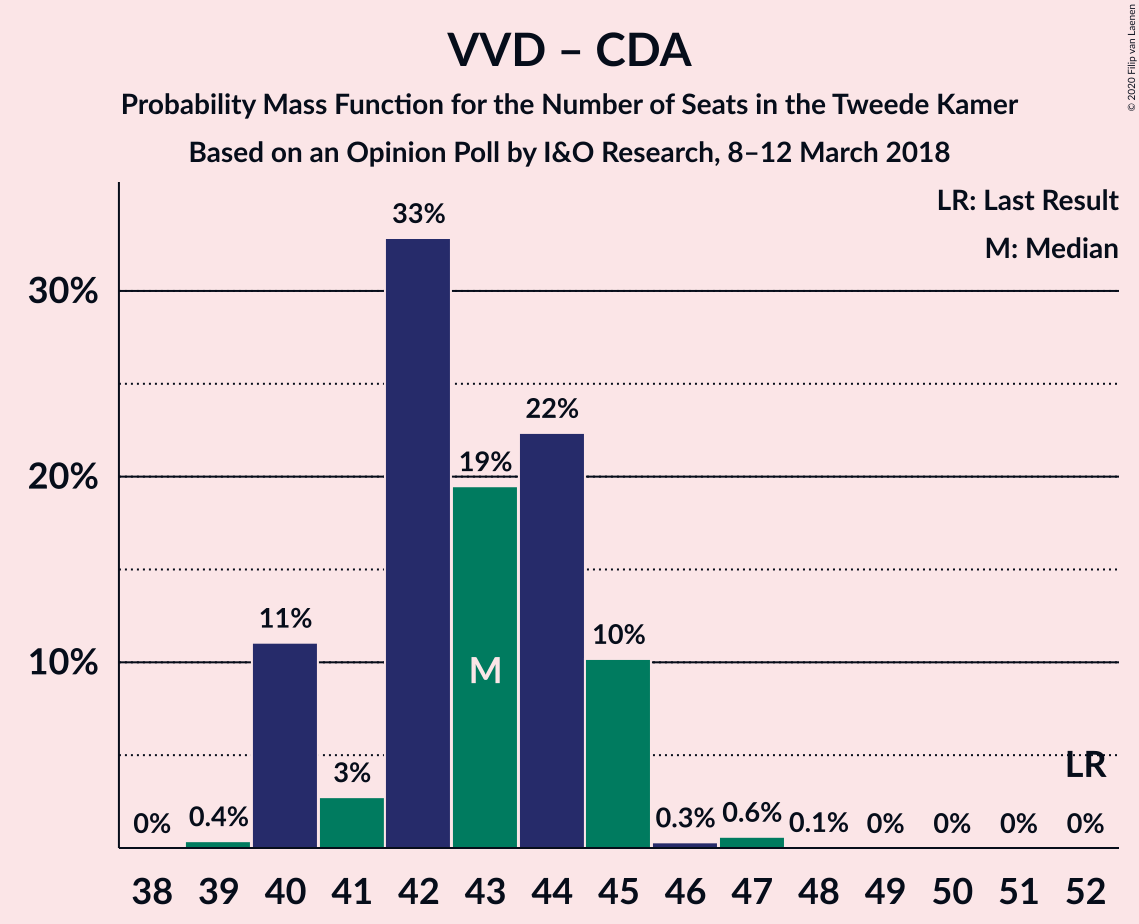 VVD – CDA
Probability Mass Function for the Number of Seats in the Tweede Kamer
Based on an Opinion Poll by I&O Research, 8–12 March 2018
© 2020 Filip van Laenen
LR: Last Result
M: Median
30%
20%
10%
0%
0.4%
11%
3%
33%
19%
22%
10%
0.3%
0.6%
0.1%
0%
0%
0%
0%
M
LR
38 39 40 41 42 43 44 45 46 47 48 49 50 51 52